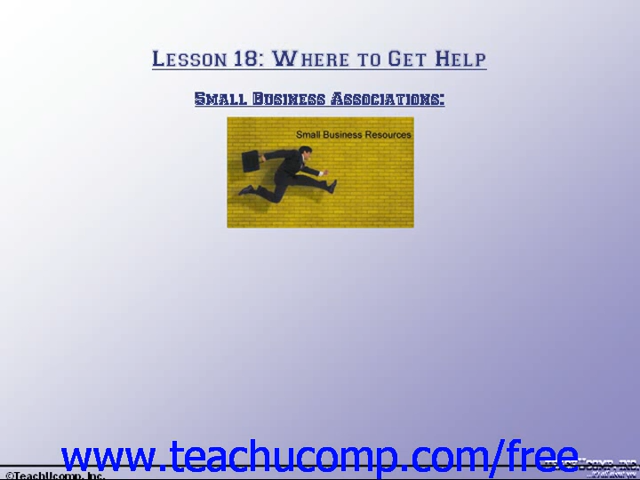 Lesson 18: Where to Get Help
Small Business Associations:
Small Business Resources
www.teachucomp.com/free
©TeachUcomp, Inc.